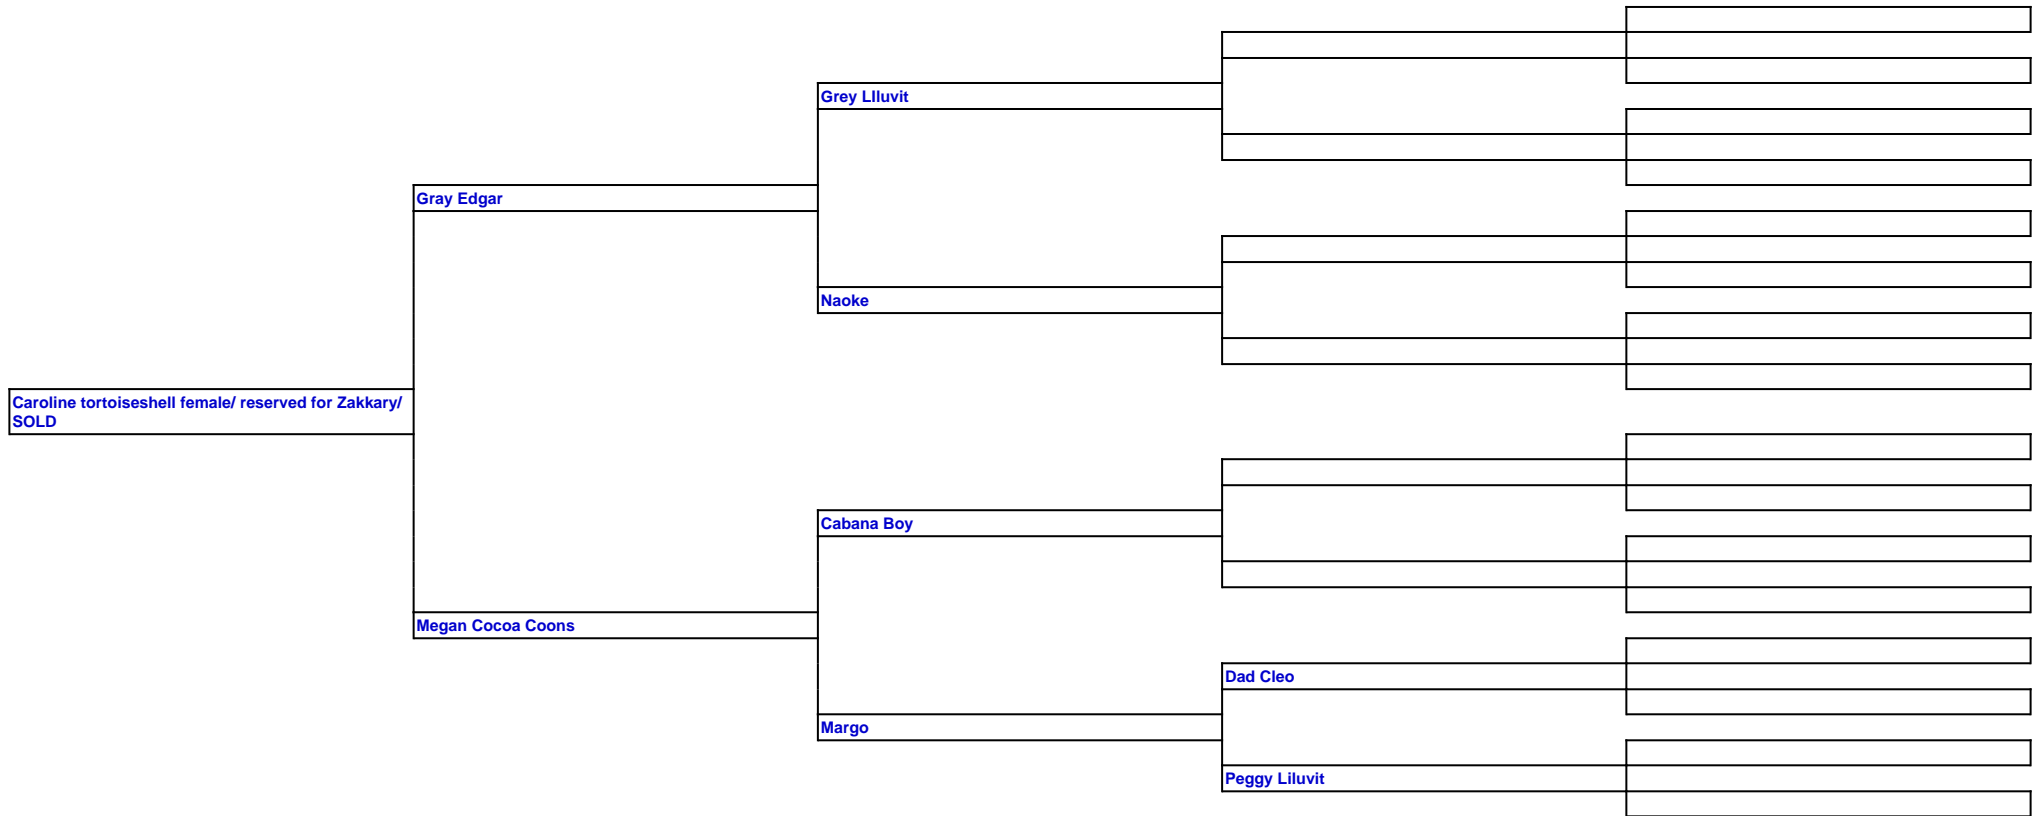 Grey LIluvit
Gray Edgar
Naoke
Caroline tortoiseshell female/ reserved for Zakkary/
SOLD
Cabana Boy
Megan Cocoa Coons
Dad Cleo
Margo
Peggy Liluvit